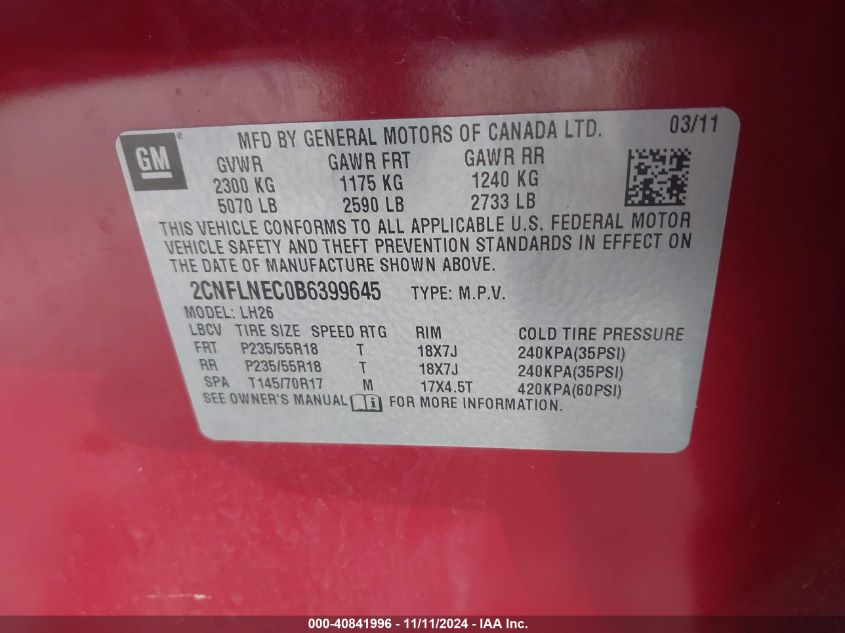 GM ®
MFD BY GENERAL MOTORS OF CANADA LTD. 03/11
GVWR GAWR FRT GAWR RR
2300 KG 1175 KG 1240 KG
5070 LB 2590 LB 2733 LB
THIS VEHICLE CONFORMS TO ALL APPLICABLE U.S. FEDERAL MOTOR
VEHICLE SAFETY AND THEFT PREVENTION STANDARDS IN EFFECT ON
THE DATE OF MANUFACTURE SHOWN ABOVE.
2CNFLNEC0B6399645 TYPE: M.P.V.
MODEL: LH26
LBCV TIRE SIZE SPEED RTG RIM COLD TIRE PRESSURE
FRT P235/55R18 T 18X7J 240KPA(35PSI)
RR P235/55R18 T 18X7J 240KPA(35PSI)
SPA T145/70R17 M 17X4.5T 420KPA(60PSI)
SEE OWNER'S MANUAL FOR MORE INFORMATION.
000-40841996 - 11/11/2024 - IAA Inc.